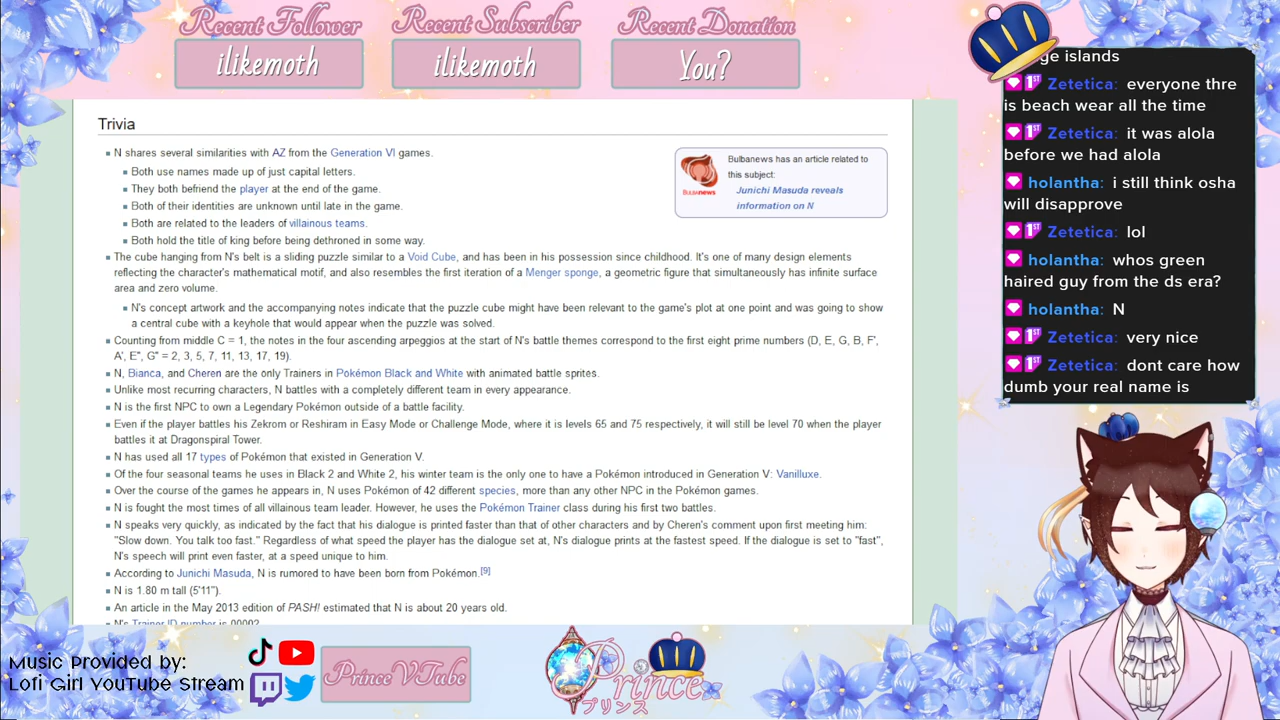 Recent Follower
ilikemoth
Recent Subscriber
ilikemoth
Recent Donation
You?
Trivia
N shares several similarities with AZ from the Generation VI games.
Both use names made up of just capital letters.
They both befriend the player at the end of the game.
Both of their identities are unknown until late in the game.
Both are related to the leaders of villainous teams.
Both hold the title of king before being dethroned in some way.
The cube hanging from N's belt is a sliding puzzle similar to a Void Cube, and has been in his possession since childhood. It's one of many design elements
reflecting the character's mathematical motif, and also resembles the first iteration of a Menger sponge, a geometric figure that simultaneously has infinite surface
area and zero volume.
N's concept artwork and the accompanying notes indicate that the puzzle cube might have been relevant to the game's plot at one point and was going to show
a central cube with a keyhole that would appear when the puzzle was solved.
Counting from middle C = 1, the notes in the four ascending arpeggios at the start of N's battle themes correspond to the first eight prime numbers (D, E, G, B, F',
A', E", G" = 2, 3, 5, 7, 11, 13, 17, 19).
N, Bianca, and Cheren are the only Trainers in Pokémon Black and White with animated battle sprites.
Unlike most recurring characters, N battles with a completely different team in every appearance.
N is the first NPC to own a Legendary Pokémon outside of a battle facility.
Even if the player battles his Zekrom or Reshiram in Easy Mode or Challenge Mode, where it is levels 65 and 75 respectively, it will still be level 70 when the player
battles it at Dragonspiral Tower.
N has used all 17 types of Pokémon that existed in Generation V.
Of the four seasonal teams he uses in Black 2 and White 2, his winter team is the only one to have a Pokémon introduced in Generation V: Vanilluxe.
Over the course of the games he appears in, N uses Pokémon of 42 different species, more than any other NPC in the Pokémon games.
N is fought the most times of all villainous team leader. However, he uses the Pokémon Trainer class during his first two battles.
N speaks very quickly, as indicated by the fact that his dialogue is printed faster than that of other characters and by Cheren's comment upon first meeting him:
"Slow down. You talk too fast." Regardless of what speed the player has the dialogue set at, N's dialogue prints at the fastest speed. If the dialogue is set to "fast",
N's speech will print even faster, at a speed unique to him.
According to Junichi Masuda, N is rumored to have been born from Pokémon.[9]
N is 1.80 m tall (5'11").
An article in the May 2013 edition of PASH! estimated that N is about 20 years old.
N's Trainer ID number is 00002
Bulbanews has an article related to
this subject:
Junichi Masuda reveals
information on N
BULBANEWS
ge islands
1ST Zetetica: everyone thre
is beach wear all the time
1ST Zetetica: it was alola
before we had alola
holantha: i still think osha
will disapprove
1ST Zetetica: lol
holantha: whos green
haired guy from the ds era?
holantha: N
1ST Zetetica: very nice
1ST Zetetica: dont care how
dumb your real name is
Music Provided by:
Lofi Girl YouTube Stream
Prince VTube
Prince
プリンス